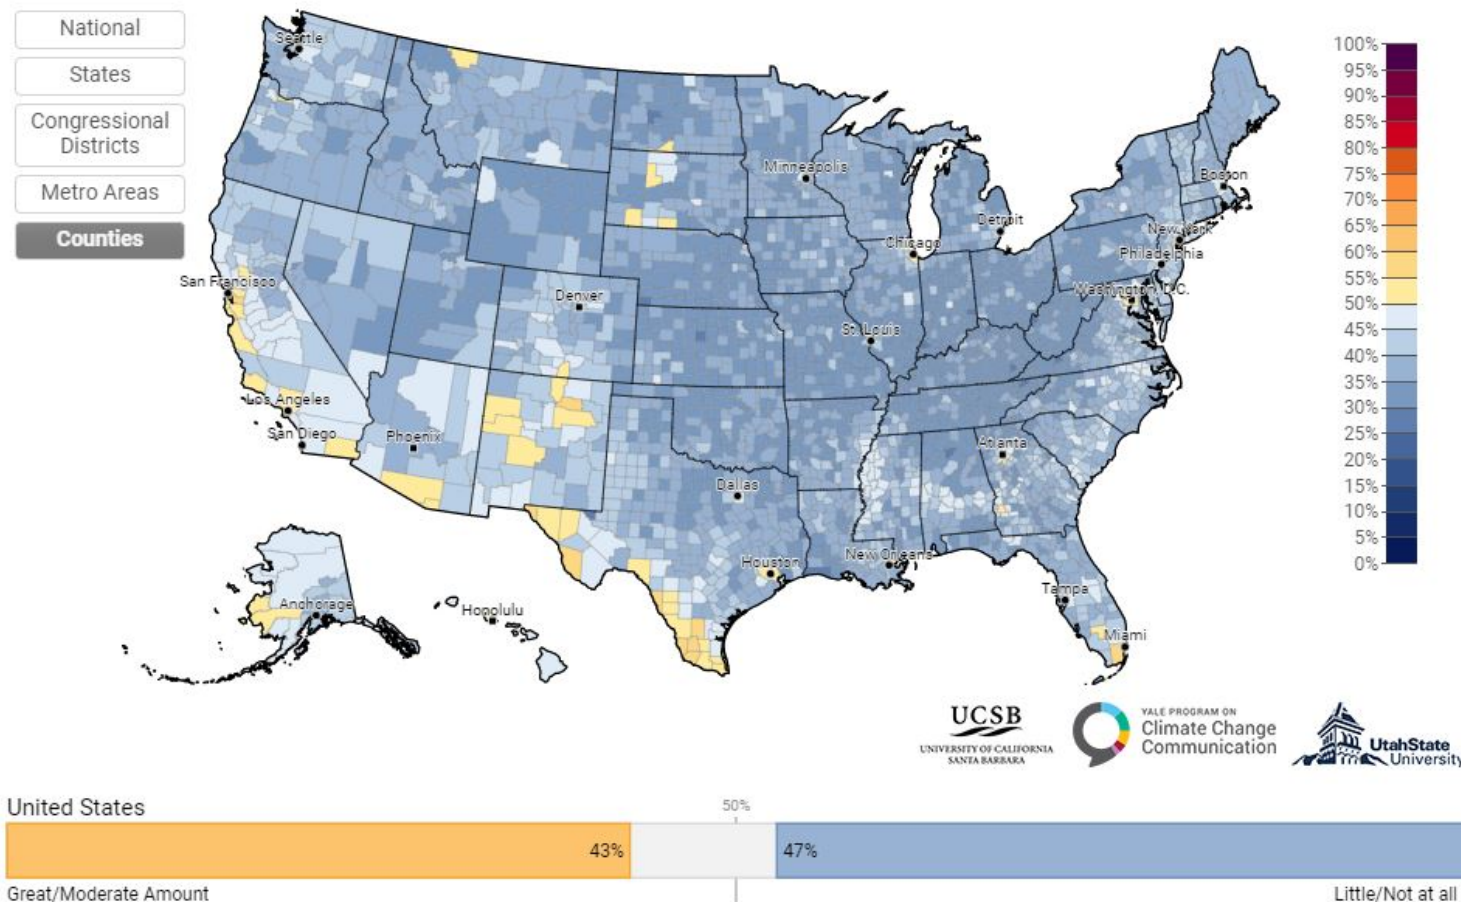 National
States
Congressional
Districts
Metro Areas
Counties
Seattle
Minneapolis
Boston
Detroit
New York
Chicago
Philadelphia
San Francisco
Washington, D.C.
Denver
St. Louis
Los Angeles
San Diego
Phoenix
Atlanta
Dallas
Houston
New Orleans
Tampa
Anchorage
Honolulu
Miami
100%
95%
90%
85%
80%
75%
70%
65%
60%
55%
50%
45%
40%
35%
30%
25%
20%
15%
10%
5%
0%
UCSB
UNIVERSITY OF CALIFORNIA
SANTA BARBARA
YALE PROGRAM ON
Climate Change
Communication
UtahState
University
United States
50%
43%
47%
Great/Moderate Amount
Little/Not at all